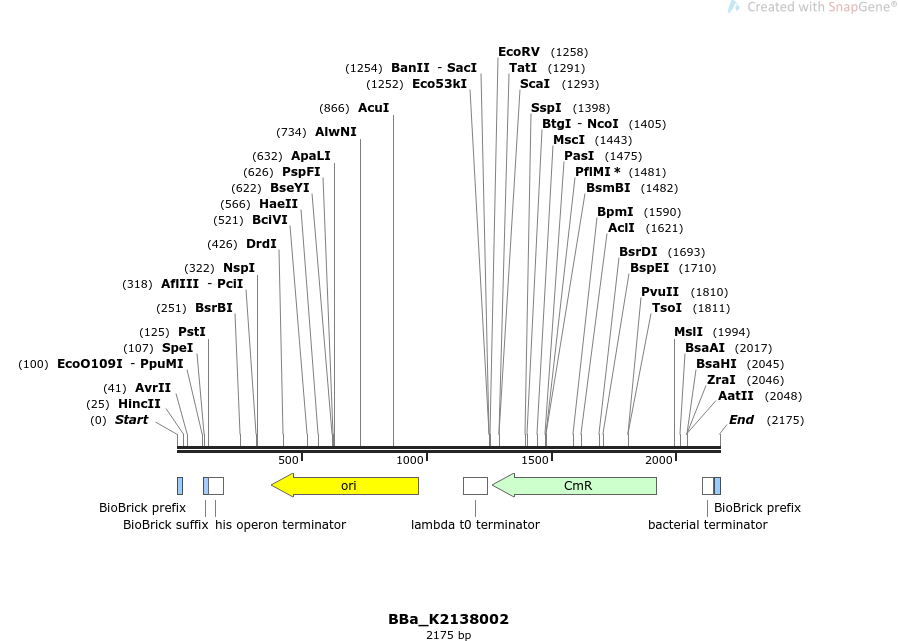 Created with SnapGene®
EcoRV (1258)
(1254) BanII - SacI
TatI (1291)
(1252) Eco53kI
ScaI (1293)
(866) AcuI
SspI (1398)
BtgI - NcoI (1405)
(734) AlwNI
MscI (1443)
(632) ApaLI
PasI (1475)
(626) PspFI
PflMI * (1481)
(622) BseYI
BsmBI (1482)
(566) HaeII
BpmI (1590)
(521) BciVI
AclI (1621)
(426) DrdI
BsrDI (1693)
(322) NspI
BspEI (1710)
(318) AflIII - PciI
PvuII (1810)
(251) BsrBI
TsoI (1811)
(125) PstI
MslI (1994)
(107) SpeI
BsaAI (2017)
(100) EcoO109I - PpuMI
BsaHI (2045)
ZraI (2046)
(41) AvrII
AatII (2048)
(25) HincII
(0) Start
End (2175)
500 1000 1500 2000
ori CmR
BioBrick prefix BioBrick prefix
BioBrick suffix his operon terminator lambda t0 terminator bacterial terminator
BBa_K2138002
2175 bp